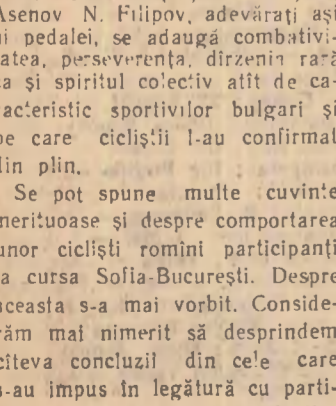 Asenov N. Filipov, adevărați ași
ui pedalei, se adaugă combativi-
tatea, perseverența, dîrzenia rară
ca și spiritul colectiv atît de ca-
racteristic sportivilor bulgari și
pe care cicliștii l-au confirmat
din plin.
Se pot spune multe cuvinte
merituoase și despre comportarea
unor cicliști romîni participanți
la cursa Sofia-București. Despre
aceasta s-a mai vorbit. Conside-
răm mai nimerit să desprindem
cîteva concluzii din cele care
s-au impus în legătură cu parti-